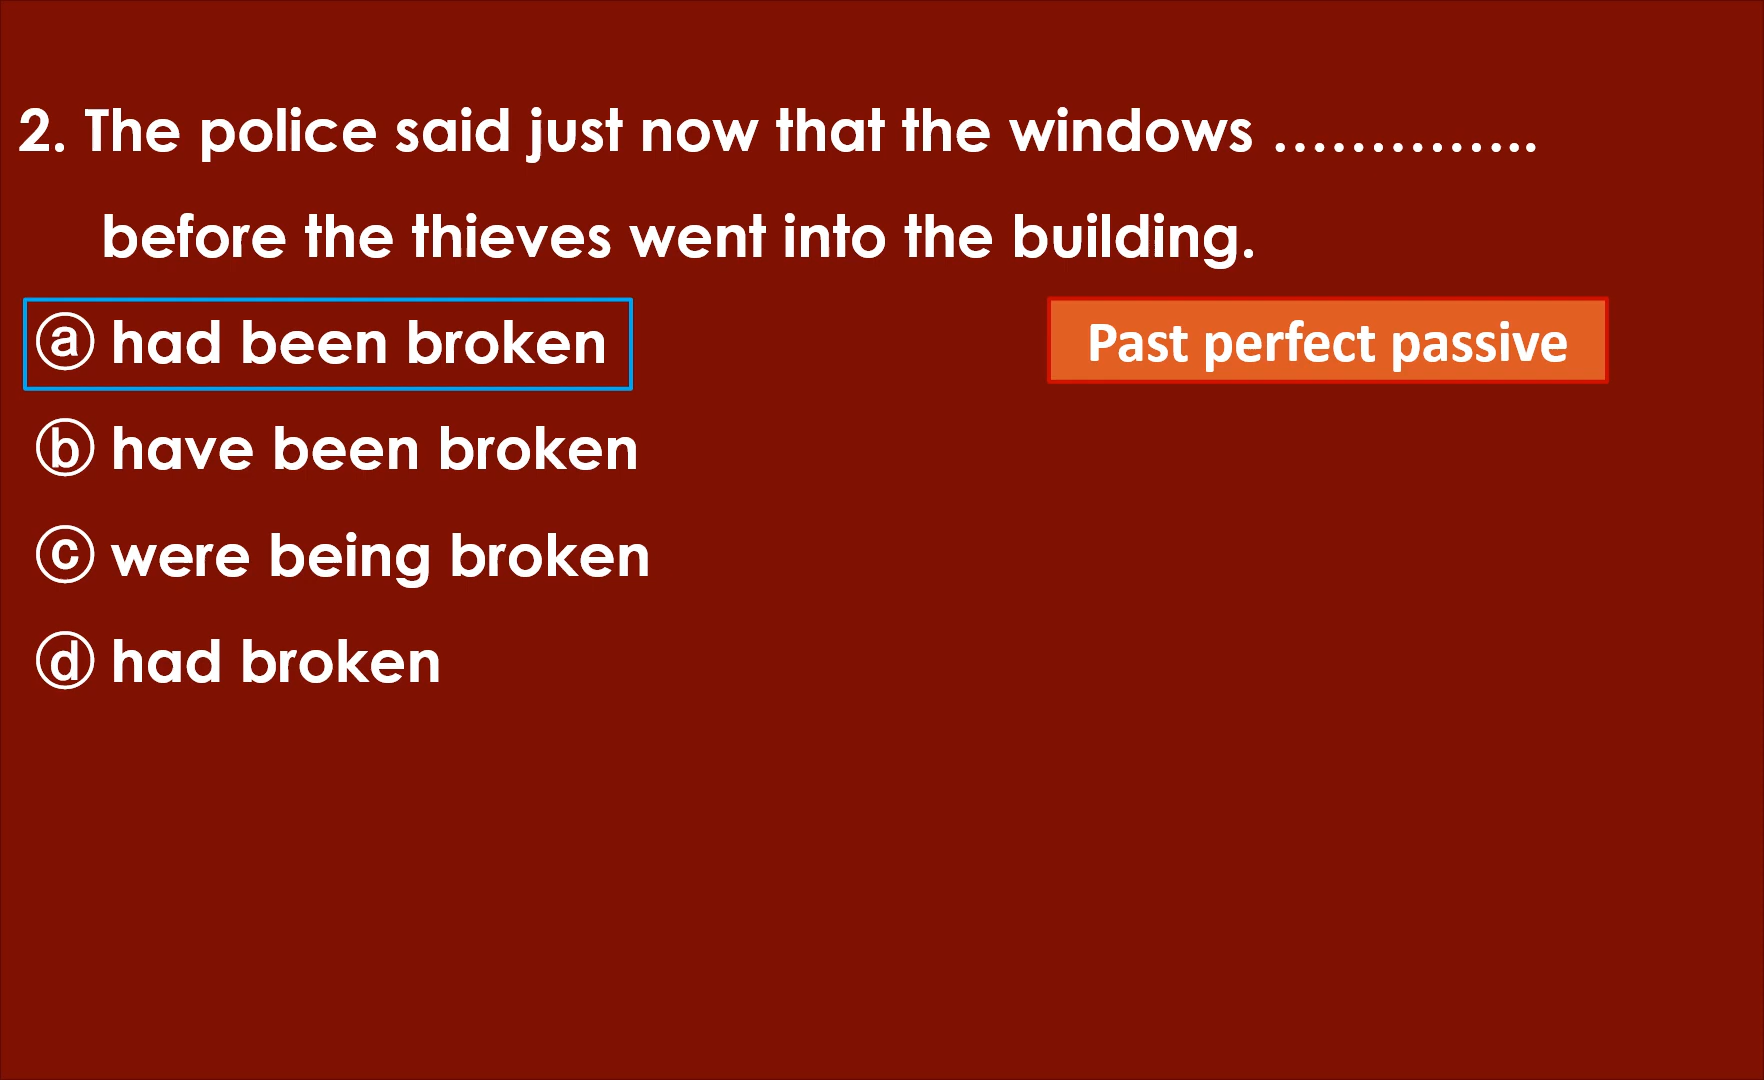 2. The police said just now that the windows …………..
before the thieves went into the building.
ⓐ had been broken
Past perfect passive
ⓑ have been broken
ⓒ were being broken
ⓓ had broken